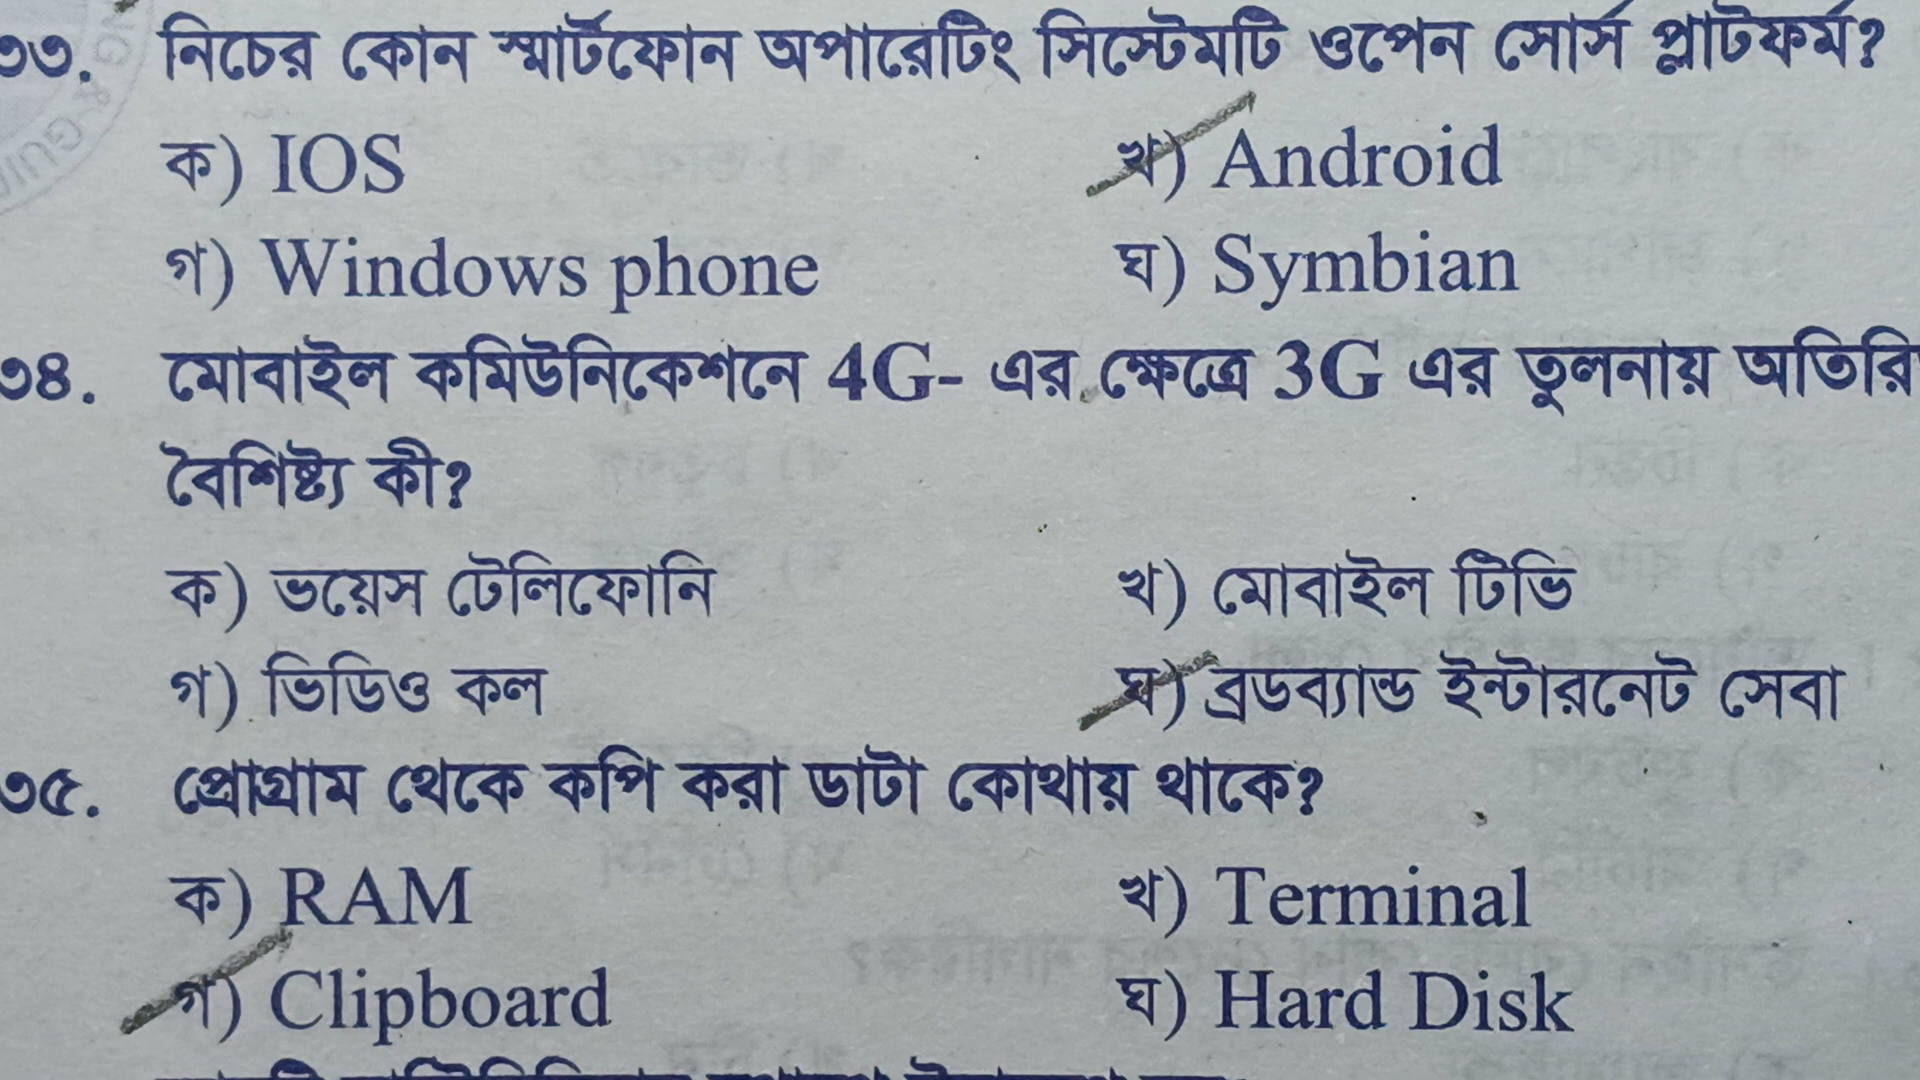 ৩৩. নিচের কোন স্মার্টফোন অপারেটিং সিস্টেমটি ওপেন সোর্স প্লাটফর্ম?
ক) IOS খ) Android
গ) Windows phone ঘ) Symbian
৩৪. মোবাইল কমিউনিকেশনে 4G- এর ক্ষেত্রে 3G এর তুলনায়
বৈশিষ্ট্য কী?
ক) ভয়েস টেলিফোনি খ) মোবাইল টিভি
গ) ভিডিও কল ঘ) ব্রডব্যান্ড ইন্টারনেট সেবা
৩৫. প্রোগ্রাম থেকে কপি করা ডাটা কোথায় থাকে?
ক) RAM খ) Terminal
গ) Clipboard ঘ) Hard Disk